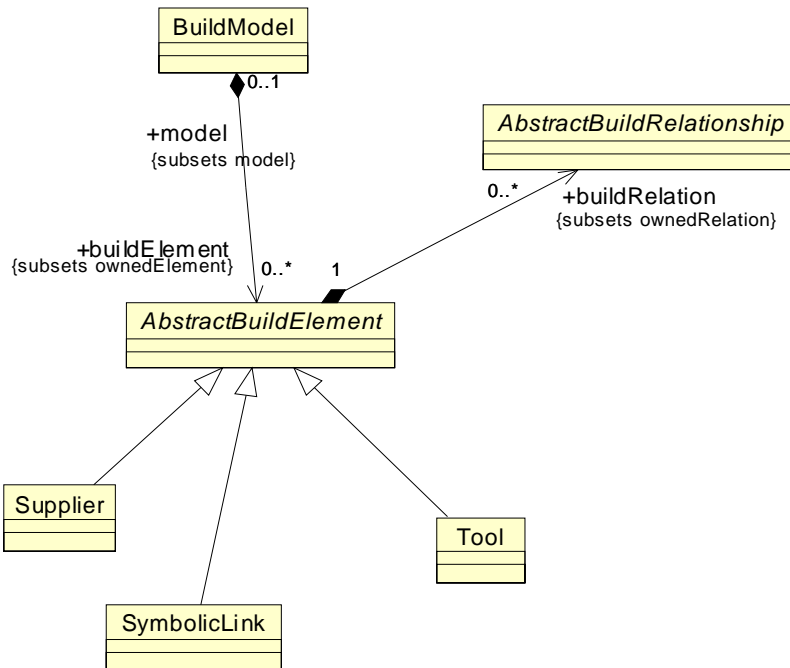 BuildModel
0..1
+model
{subsets model}
AbstractBuildRelationship
0..*
+buildRelation
{subsets ownedRelation}
+buildElement
{subsets ownedElement}
0..*
1
AbstractBuildElement
Supplier
Tool
SymbolicLink